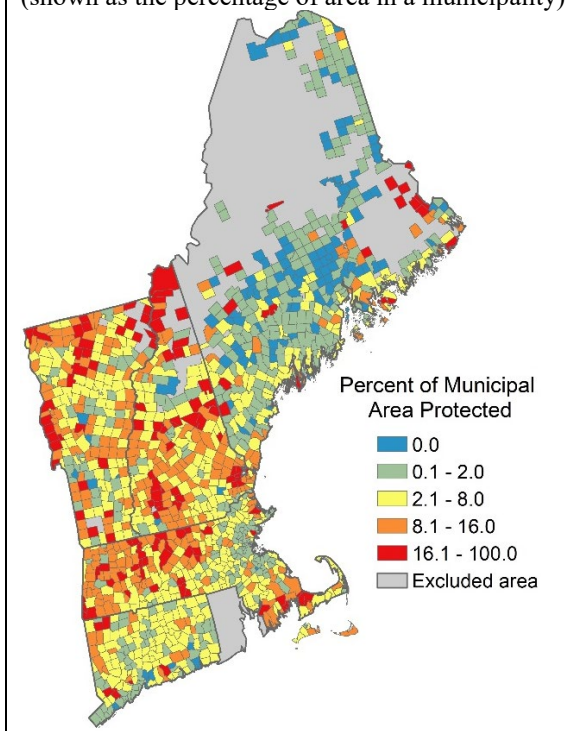 (shown as the percentage of area in a municipality)
Percent of Municipal
Area Protected
0.0
0.1 - 2.0
2.1 - 8.0
8.1 - 16.0
16.1 - 100.0
Excluded area